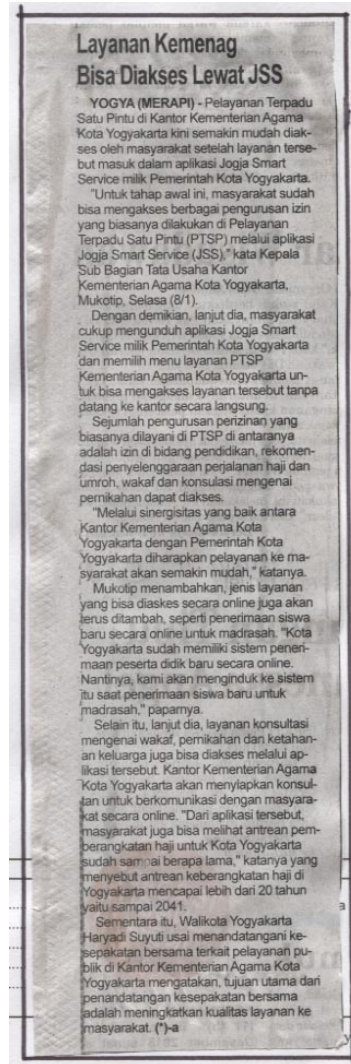 Layanan Kemenag
Bisa Diakses Lewat JSS
YOGYA (MERAPI) - Pelayanan Terpadu
Satu Pintu di Kantor Kementerian Agama
Kota Yogyakarta kini semakin mudah diak-
ses oleh masyarakat setelah layanan terse-
but masuk dalam aplikasi Jogja Smart
Service milik Pemerintah Kota Yogyakarta.
"Untuk tahap awal ini, masyarakat sudah
bisa mengakses berbagai pengurusan izin
yang biasanya dilakukan di Pelayanan
Terpadu Satu Pintu (PTSP) melalui aplikasi
Jogja Smart Service (JSS)," kata Kepala
Sub Bagian Tata Usaha Kantor
Kementerian Agama Kota Yogyakarta,
Mukotip, Selasa (8/1).
Dengan demikian, lanjut dia, masyarakat
cukup mengunduh aplikasi Jogja Smart
Service milik Pemerintah Kota Yogyakarta
dan memilih menu layanan PTSP
Kementerian Agama Kota Yogyakarta un-
tuk bisa mengakses layanan tersebut tanpa
datang ke kantor secara langsung.
Sejumlah pengurusan perizinan yang
biasanya dilayani di PTSP di antaranya
adalah izin di bidang pendidikan, rekomen-
dasi penyelenggaraan perjalanan haji dan
umroh, wakaf dan konsulasi mengenai
pernikahan dapat diakses.
"Melalui sinergisitas yang baik antara
Kantor Kementerian Agama Kota
Yogyakarta dengan Pemerintah Kota
Yogyakarta diharapkan pelayanan ke ma-
syarakat akan semakin mudah," katanya.
Mukotip menambahkan, jenis layanan
yang bisa diaskes secara online juga akan
terus ditambah, seperti penerimaan siswa
baru secara online untuk madrasah. "Kota
Yogyakarta sudah memiliki sistem peneri-
maan peserta didik baru secara online.
Nantinya, kami akan menginduk ke sistem
itu saat penerimaan siswa baru untuk
madrasah," paparnya.
Selain itu, lanjut dia, layanan konsultasi
mengenai wakaf, pernikahan dan ketahan-
an keluarga juga bisa diakses melalui ap-
likasi tersebut. Kantor Kementerian Agama
Kota Yogyakarta akan menyiapkan konsul-
tan untuk berkomunikasi dengan masyara-
kat secara online. "Dari aplikasi tersebut,
masyarakat juga bisa melihat antrean pem-
berangkatan haji untuk Kota Yogyakarta
sudah sampai berapa lama," katanya yang
menyebut antrean keberangkatan haji di
Yogyakarta mencapai lebih dari 20 tahun
yaitu sampai 2041.
Sementara itu, Walikota Yogyakarta
Haryadi Suyuti usai menandatangani ke-
sepakatan bersama terkait pelayanan pu-
blik di Kantor Kementerian Agama Kota
Yogyakarta mengatakan, tujuan utama dari
penandatangan kesepakatan bersama
adalah meningkatkan kualitas layanan ke
masyarakat. (*)-a